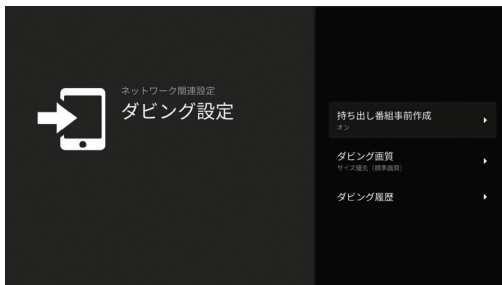 ネットワーク関連設定
ダビング設定
持ち出し番組事前作成
オン
ダビング画質
サイズ優先（標準画質）
ダビング履歴